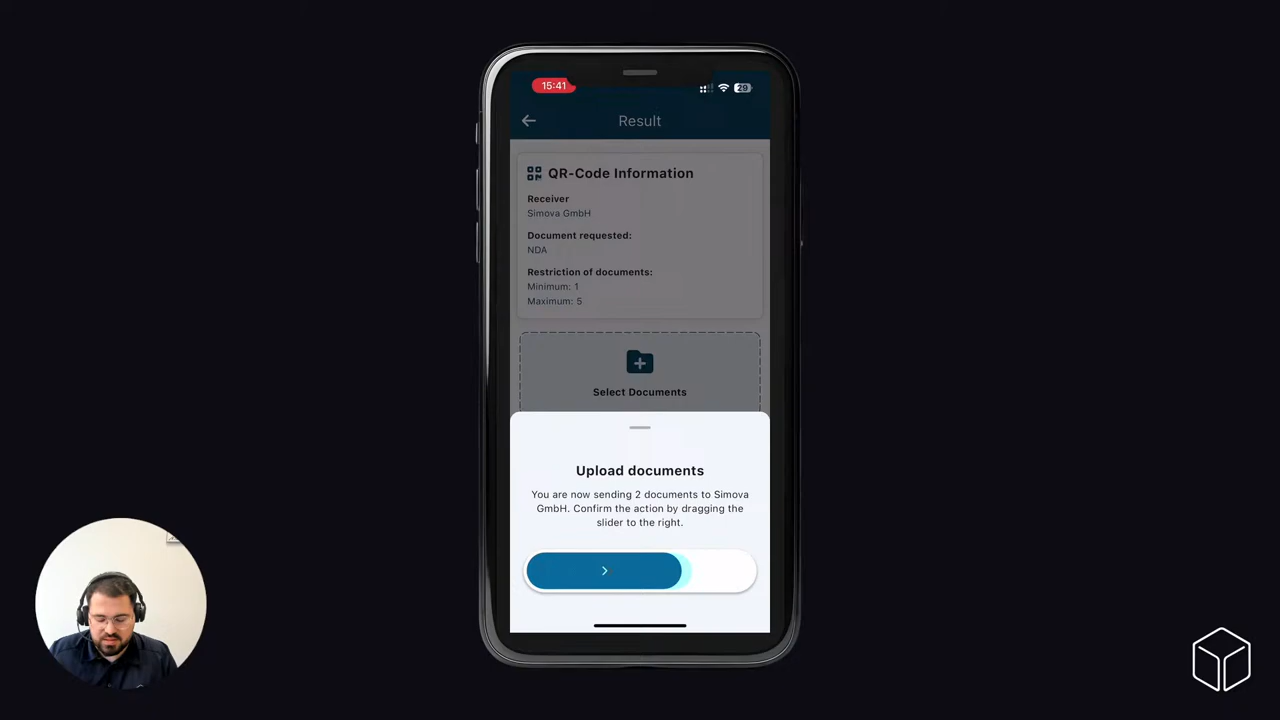 15:41
29
Result
QR-Code Information
Receiver
Simova GmbH
Document requested:
NDA
Restriction of documents:
Minimum: 1
Maximum: 5
Select Documents
Upload documents
You are now sending 2 documents to Simova
GmbH. Confirm the action by dragging the
slider to the right.